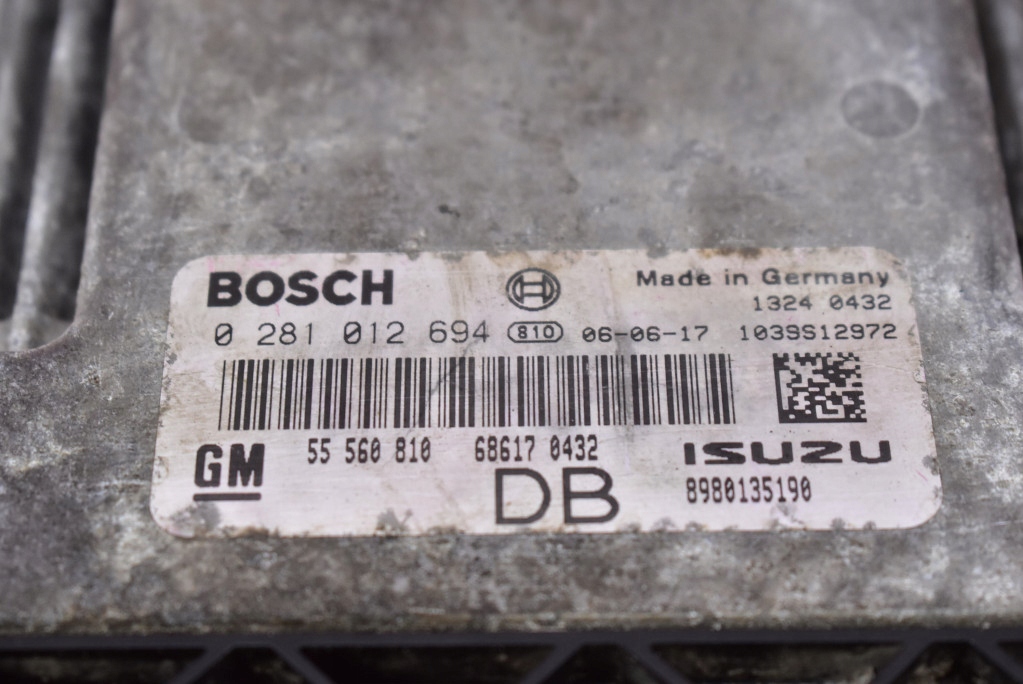 BOSCH Made in Germany
1324 0432
0 281 012 694 810 06-06-17 1039S12972
GM 55 560 810 68617 0432 ISUZU
DB 8980135190